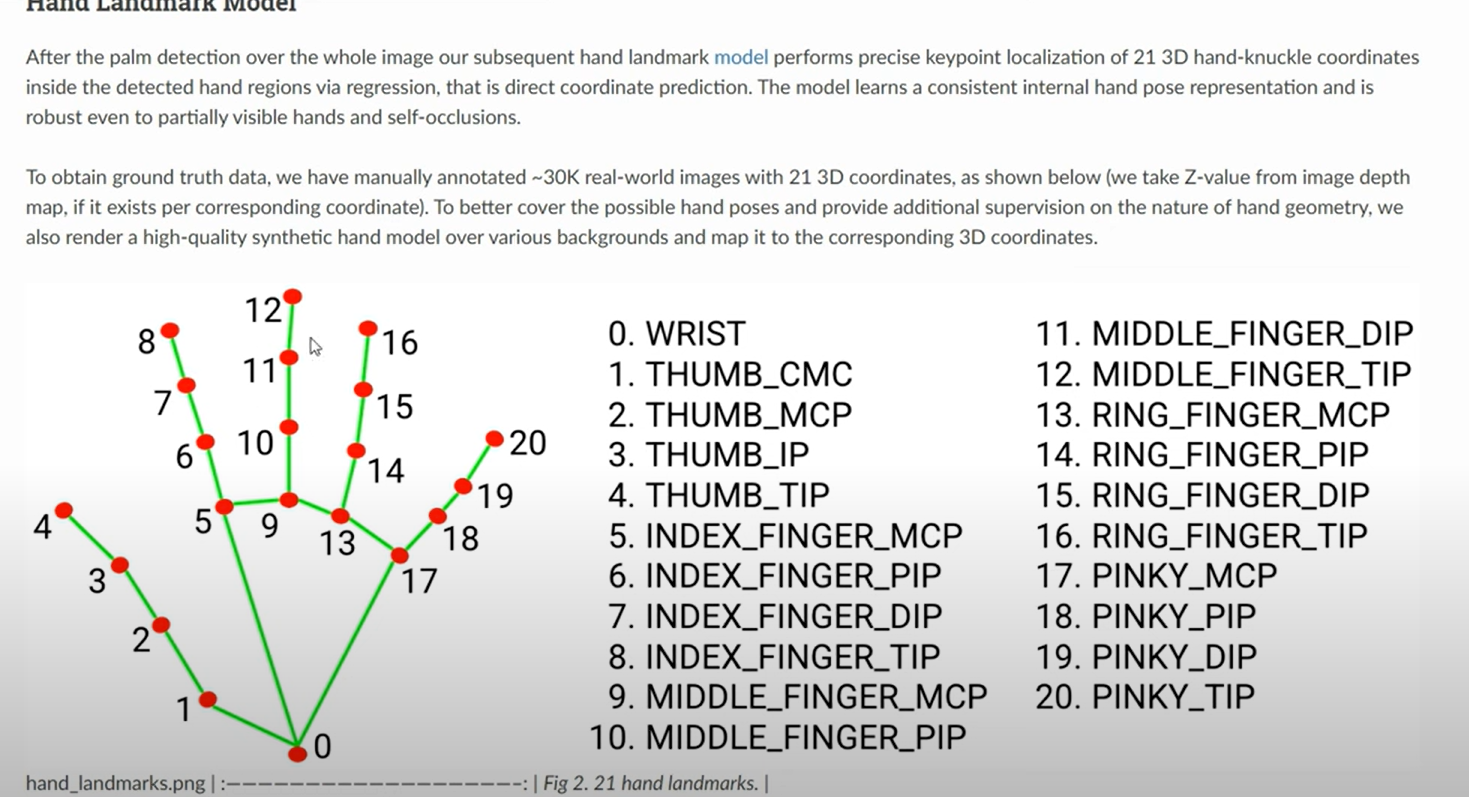 Hand Landmark Model
After the palm detection over the whole image our subsequent hand landmark model performs precise keypoint localization of 21 3D hand-knuckle coordinates
inside the detected hand regions via regression, that is direct coordinate prediction. The model learns a consistent internal hand pose representation and is
robust even to partially visible hands and self-occlusions.
To obtain ground truth data, we have manually annotated ~30K real-world images with 21 3D coordinates, as shown below (we take Z-value from image depth
map, if it exists per corresponding coordinate). To better cover the possible hand poses and provide additional supervision on the nature of hand geometry, we
also render a high-quality synthetic hand model over various backgrounds and map it to the corresponding 3D coordinates.
12
8
16
11
7
15
10
20
6
14
19
5
9
4
13
18
3
17
2
1
0
0. WRIST
1. THUMB_CMC
2. THUMB_MCP
3. THUMB_IP
4. THUMB_TIP
5. INDEX_FINGER_MCP
6. INDEX_FINGER_PIP
7. INDEX_FINGER_DIP
8. INDEX_FINGER_TIP
9. MIDDLE_FINGER_MCP
10. MIDDLE_FINGER_PIP
11. MIDDLE_FINGER_DIP
12. MIDDLE_FINGER_TIP
13. RING_FINGER_MCP
14. RING_FINGER_PIP
15. RING_FINGER_DIP
16. RING_FINGER_TIP
17. PINKY_MCP
18. PINKY_PIP
19. PINKY_DIP
20. PINKY_TIP
hand_landmarks.png | :--------------------: | Fig 2. 21 hand landmarks. |